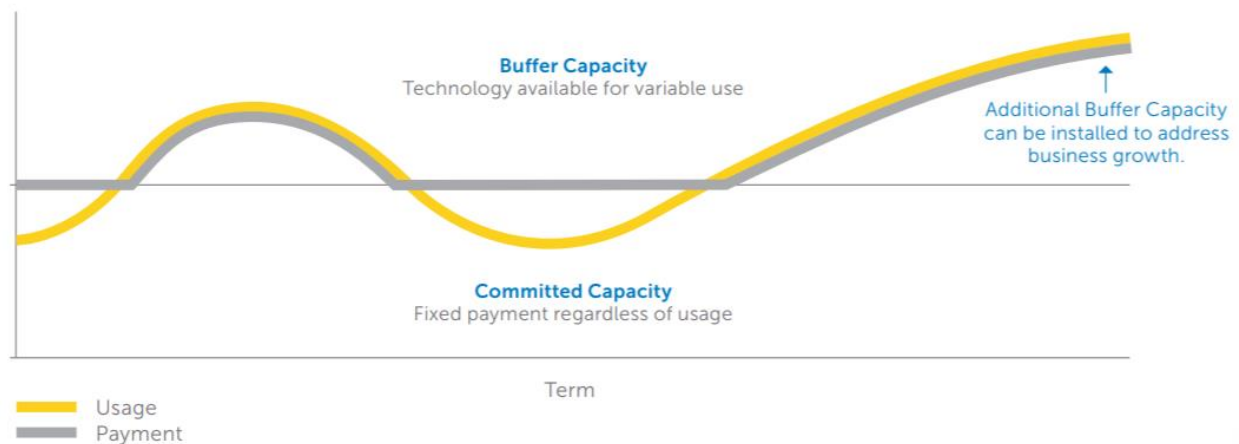 Buffer Capacity
Technology available for variable use
Additional Buffer Capacity
can be installed to address
business growth.
Committed Capacity
Fixed payment regardless of usage
Term
Usage
Payment